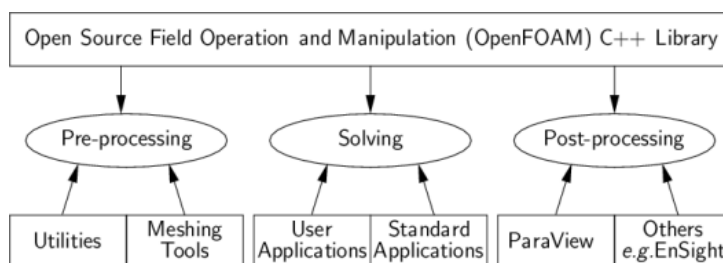 Open Source Field Operation and Manipulation (OpenFOAM) C++ Library
Pre-processing
Solving
Post-processing
Utilities
Meshing
Tools
User
Applications
Standard
Applications
ParaView
Others
e.g.EnSight